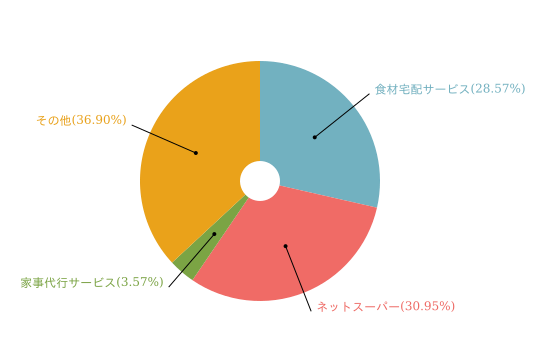 食材宅配サービス(28.57%)
その他(36.90%)
家事代行サービス(3.57%)
ネットスーパー(30.95%)